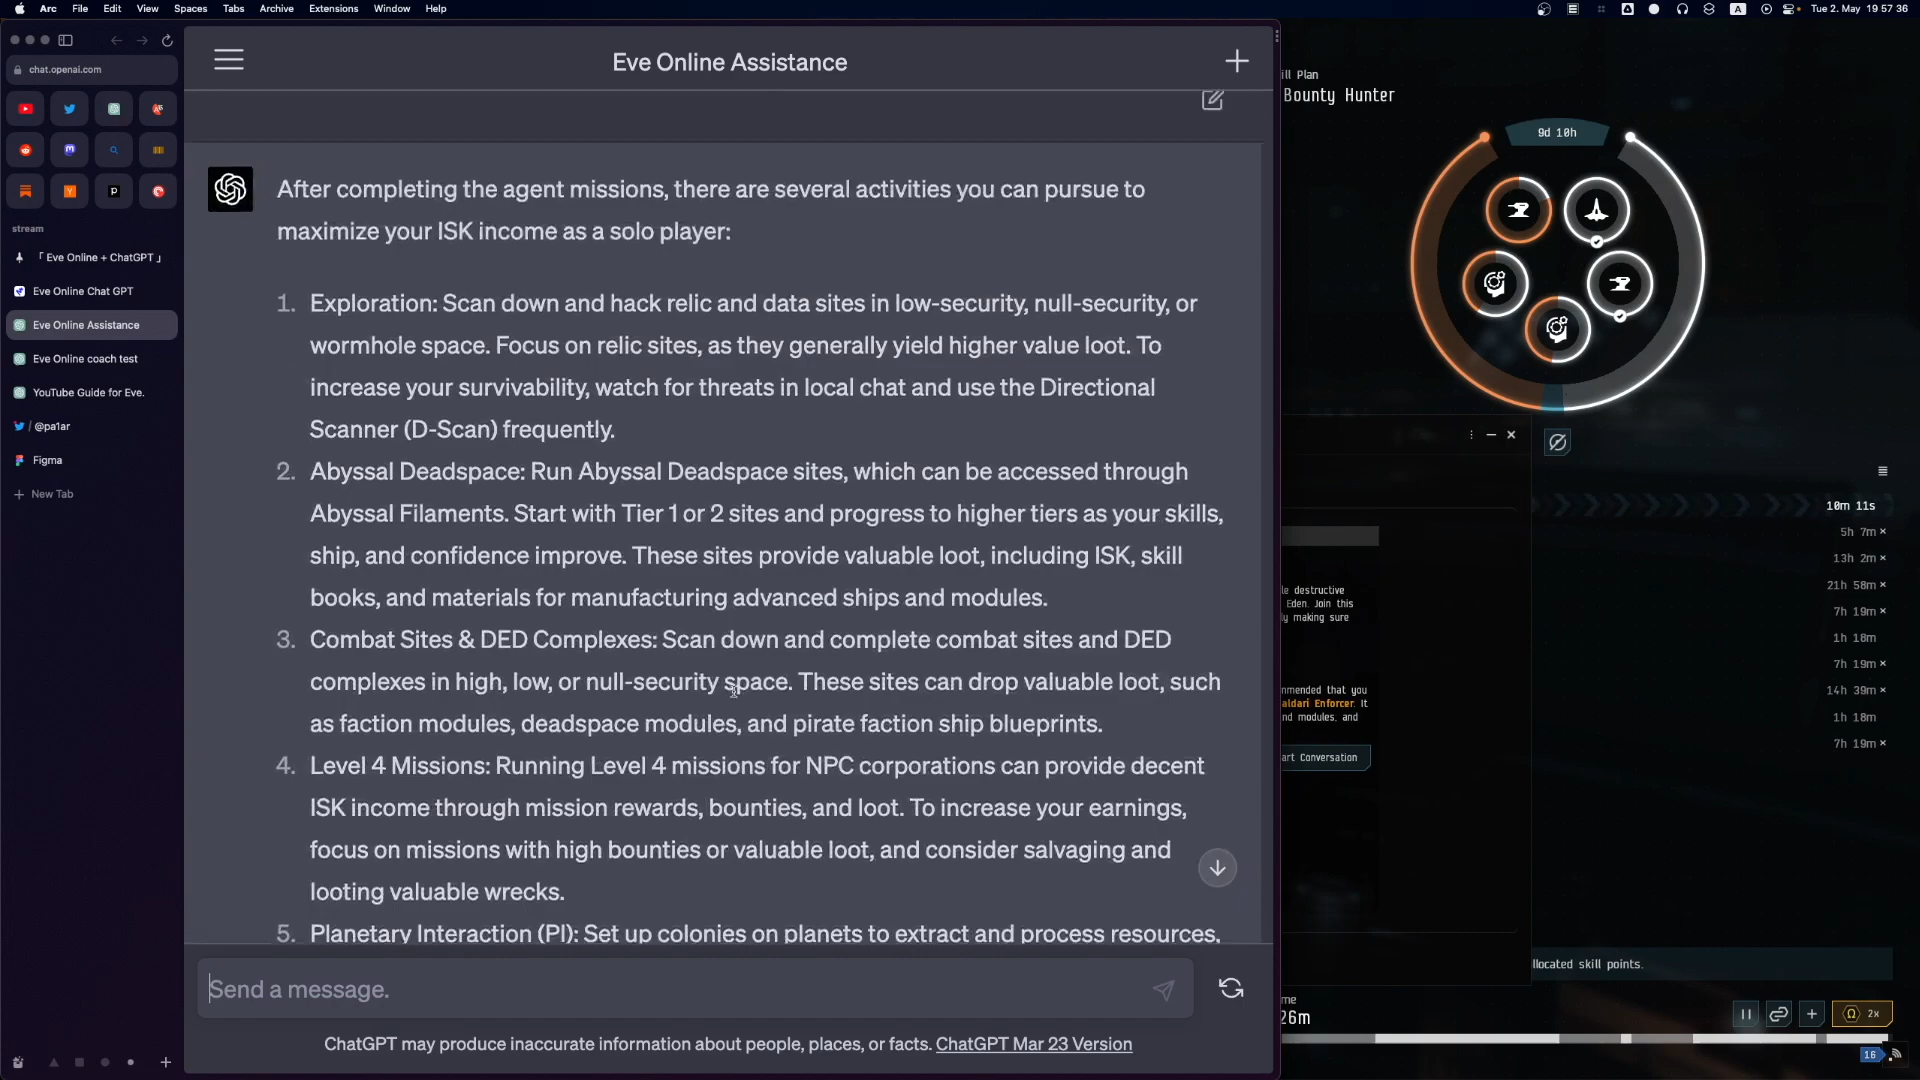 Arc File Edit View Spaces Tabs Archive Extensions Window Help
A
Tue 2. May 19 57 36
chat.openai.com
stream
「 Eve Online + ChatGPT 」
Eve Online Chat GPT
Eve Online Assistance
Eve Online coach test
YouTube Guide for Eve.
/ @pa1ar
Figma
+ New Tab
Eve Online Assistance
After completing the agent missions, there are several activities you can pursue to
maximize your ISK income as a solo player:
1. Exploration: Scan down and hack relic and data sites in low-security, null-security, or
wormhole space. Focus on relic sites, as they generally yield higher value loot. To
increase your survivability, watch for threats in local chat and use the Directional
Scanner (D-Scan) frequently.
2. Abyssal Deadspace: Run Abyssal Deadspace sites, which can be accessed through
Abyssal Filaments. Start with Tier 1 or 2 sites and progress to higher tiers as your skills,
ship, and confidence improve. These sites provide valuable loot, including ISK, skill
books, and materials for manufacturing advanced ships and modules.
3. Combat Sites & DED Complexes: Scan down and complete combat sites and DED
complexes in high, low, or null-security space. These sites can drop valuable loot, such
as faction modules, deadspace modules, and pirate faction ship blueprints.
4. Level 4 Missions: Running Level 4 missions for NPC corporations can provide decent
ISK income through mission rewards, bounties, and loot. To increase your earnings,
focus on missions with high bounties or valuable loot, and consider salvaging and
looting valuable wrecks.
5. Planetary Interaction (PI): Set up colonies on planets to extract and process resources,
Send a message.
ChatGPT may produce inaccurate information about people, places, or facts. ChatGPT Mar 23 Version
ill Plan
Bounty Hunter
9d 10h
10m 11s
5h 7m ×
13h 2m ×
21h 58m ×
7h 19m ×
1h 18m
7h 19m ×
14h 39m ×
1h 18m
7h 19m ×
le destructive
Eden. Join this
ly making sure
mmended that you
aldari Enforcer. It
nd modules, and
art Conversation
llocated skill points.
me
26m
Ω 2x
16